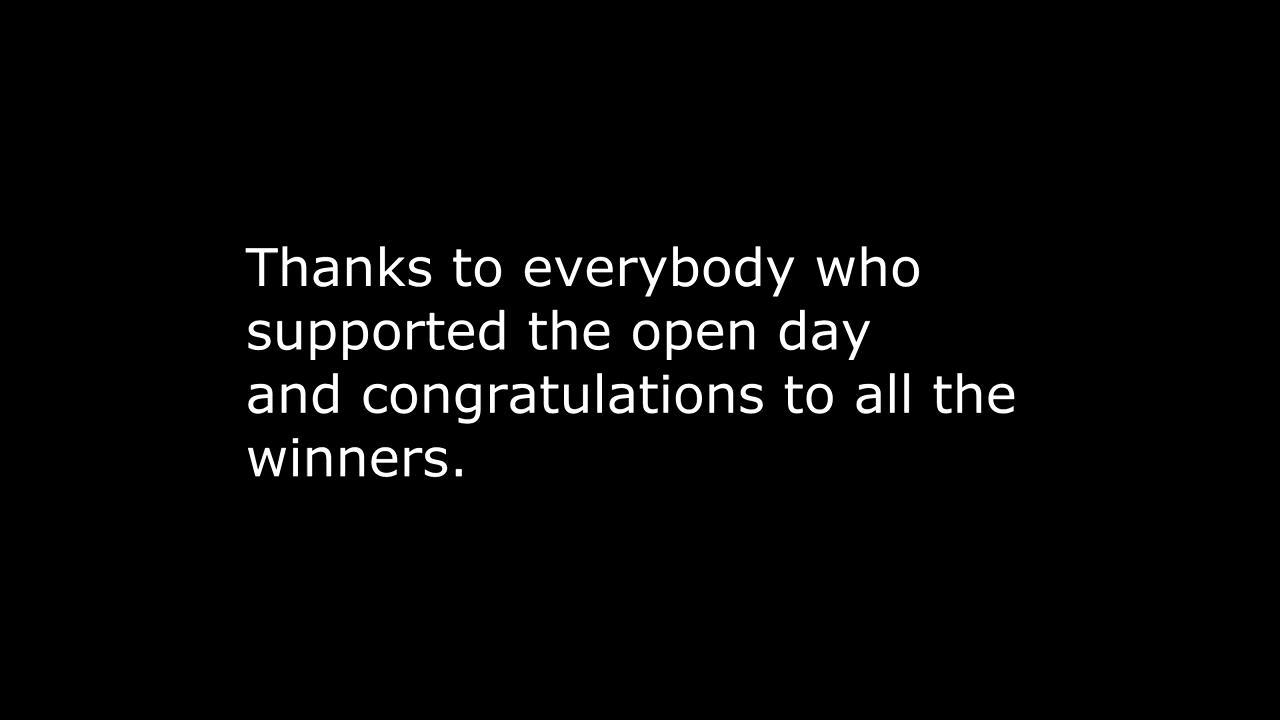 Thanks to everybody who
supported the open day
and congratulations to all the
winners.